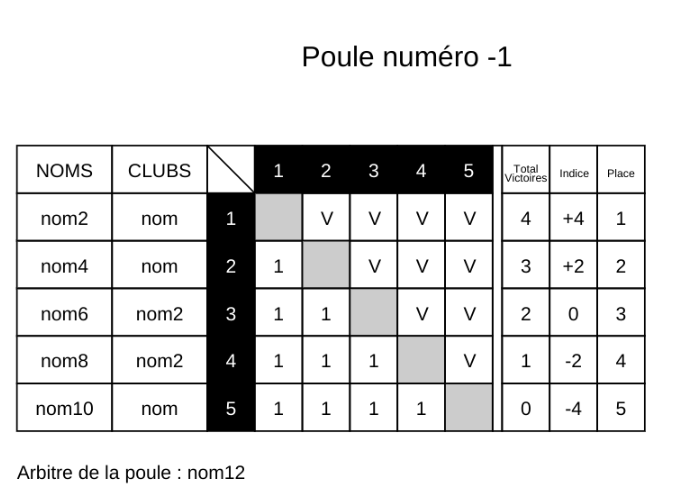 Poule numéro -1
NOMS CLUBS 1 2 3 4 5 Total Victoires Indice Place
nom2 nom 1 V V V V 4 +4 1
nom4 nom 2 1 V V V 3 +2 2
nom6 nom2 3 1 1 V V 2 0 3
nom8 nom2 4 1 1 1 V 1 -2 4
nom10 nom 5 1 1 1 1 0 -4 5
Arbitre de la poule : nom12